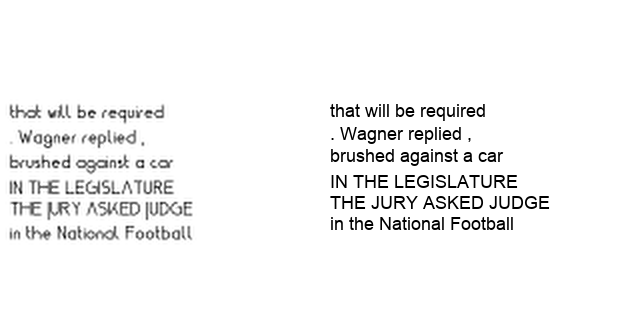 that will be required
. Wagner replied ,
brushed against a car
IN THE LEGISLATURE
THE JURY ASKED JUDGE
in the National Football
that will be required
. Wagner replied ,
brushed against a car
IN THE LEGISLATURE
THE JURY ASKED JUDGE
in the National Football